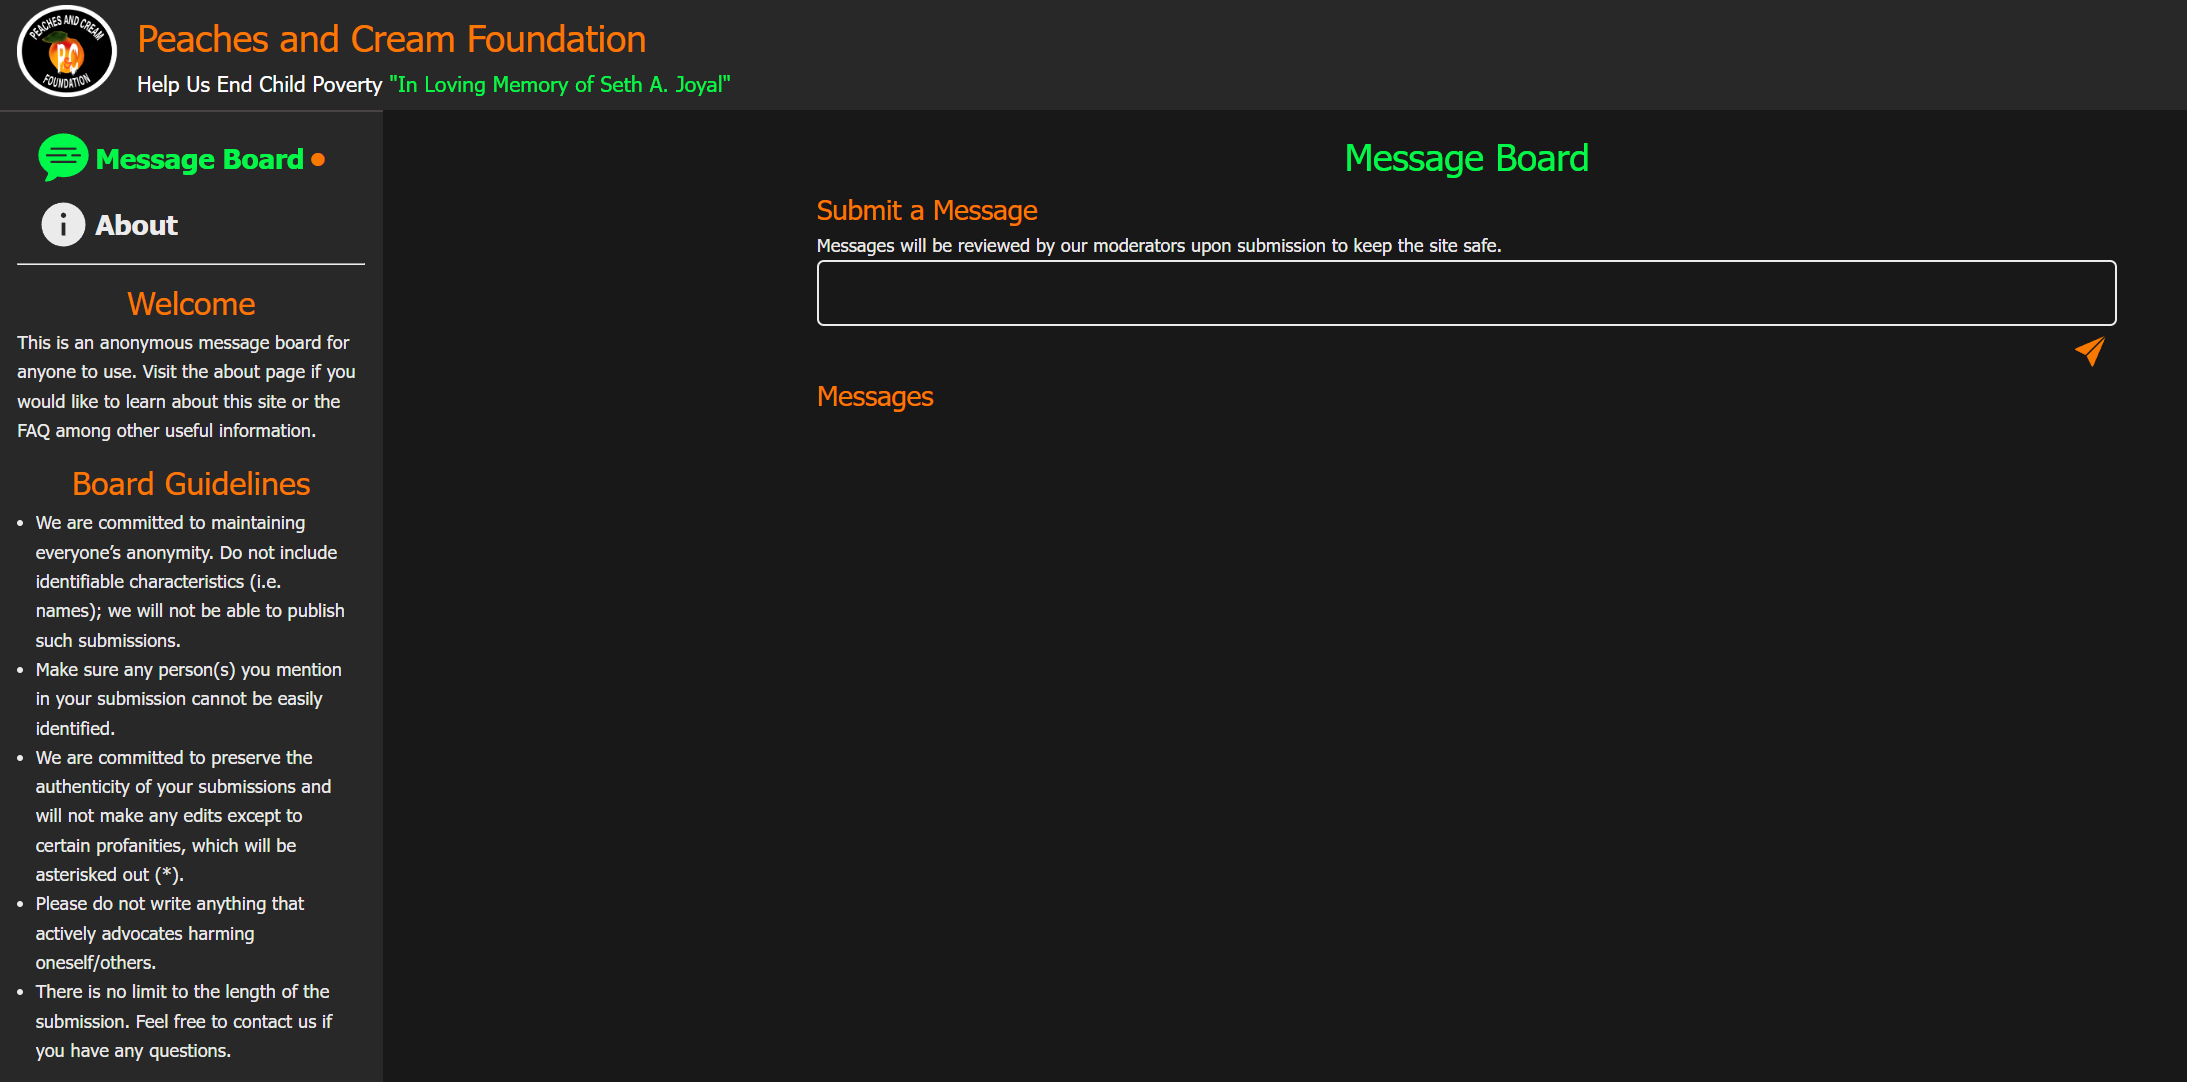 PEACHES AND CREAM
PC
FOUNDATION
Peaches and Cream Foundation
Help Us End Child Poverty "In Loving Memory of Seth A. Joyal"
Message Board
About
Welcome
This is an anonymous message board for
anyone to use. Visit the about page if you
would like to learn about this site or the
FAQ among other useful information.
Board Guidelines
• We are committed to maintaining
everyone’s anonymity. Do not include
identifiable characteristics (i.e.
names); we will not be able to publish
such submissions.
• Make sure any person(s) you mention
in your submission cannot be easily
identified.
• We are committed to preserve the
authenticity of your submissions and
will not make any edits except to
certain profanities, which will be
asterisked out (*).
• Please do not write anything that
actively advocates harming
oneself/others.
• There is no limit to the length of the
submission. Feel free to contact us if
you have any questions.
Message Board
Submit a Message
Messages will be reviewed by our moderators upon submission to keep the site safe.
Messages